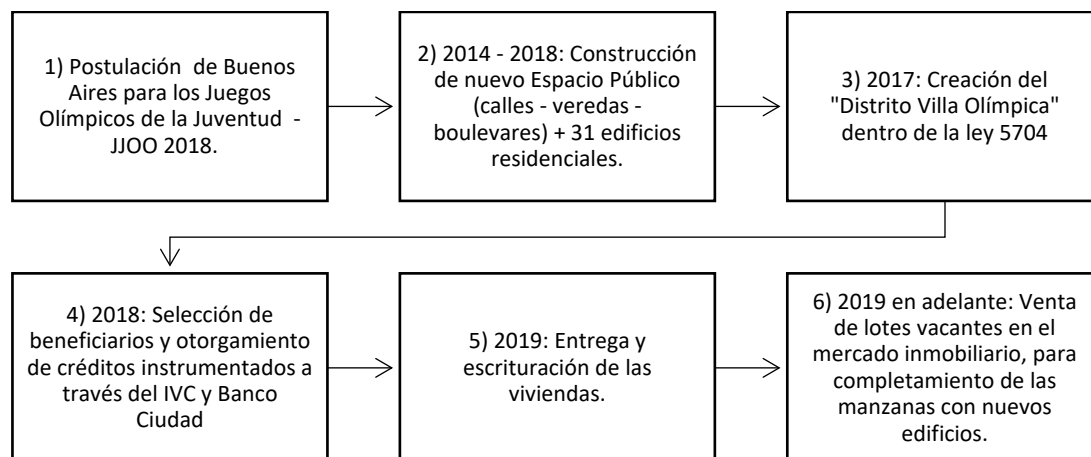 1) Postulación  de Buenos
Aires para los Juegos
Olímpicos de la Juventud  -
JJOO 2018.
2) 2014 - 2018: Construcción
de nuevo Espacio Público
(calles - veredas -
boulevares) + 31 edificios
residenciales.
3) 2017: Creación del
"Distrito Villa Olímpica"
dentro de la ley 5704
4) 2018: Selección de
beneficiarios y otorgamiento
de créditos instrumentados a
través del IVC y Banco
Ciudad
5) 2019: Entrega y
escrituración de las
viviendas.
6) 2019 en adelante: Venta
de lotes vacantes en el
mercado inmobiliario, para
completamiento de las
manzanas con nuevos
edificios.